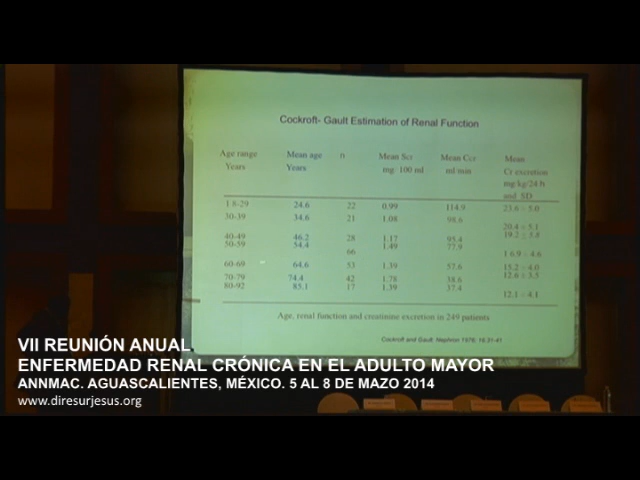 Cockroft- Gault Estimation of Renal Function
Age range Years Mean age Years n Mean Scr mg/ 100 ml Mean Ccr ml/mm Mean Cr excretion mg kg/24 h and SD
18-29 24.6 22 0.99 114.9 23.6 - 5.0
30-39 34.6 21 1.08 98.6 20.4 - 5.1
40-49 46.2 28 1.17 95.4 19.2 - 5.8
50-59 54.4 66 1.49 77.9 16.9 - 4.6
60-69 64.6 53 1.39 57.6 15.2 - 4.0
70-79 74.4 42 1.78 38.6 12.6 - 3.5
80-92 85.1 17 1.39 37.4 12.1 - 4.1
Age, renal function and creatinine excretion in 249 patients
Cockcroft and Gault. Nephron 1976; 16:31-41
VII REUNIÓN ANUAL.
ENFERMEDAD RENAL CRÓNICA EN EL ADULTO MAYOR
ANNMAC. AGUASCALIENTES, MÉXICO. 5 AL 8 DE MAZO 2014
www.diresurjesus.org